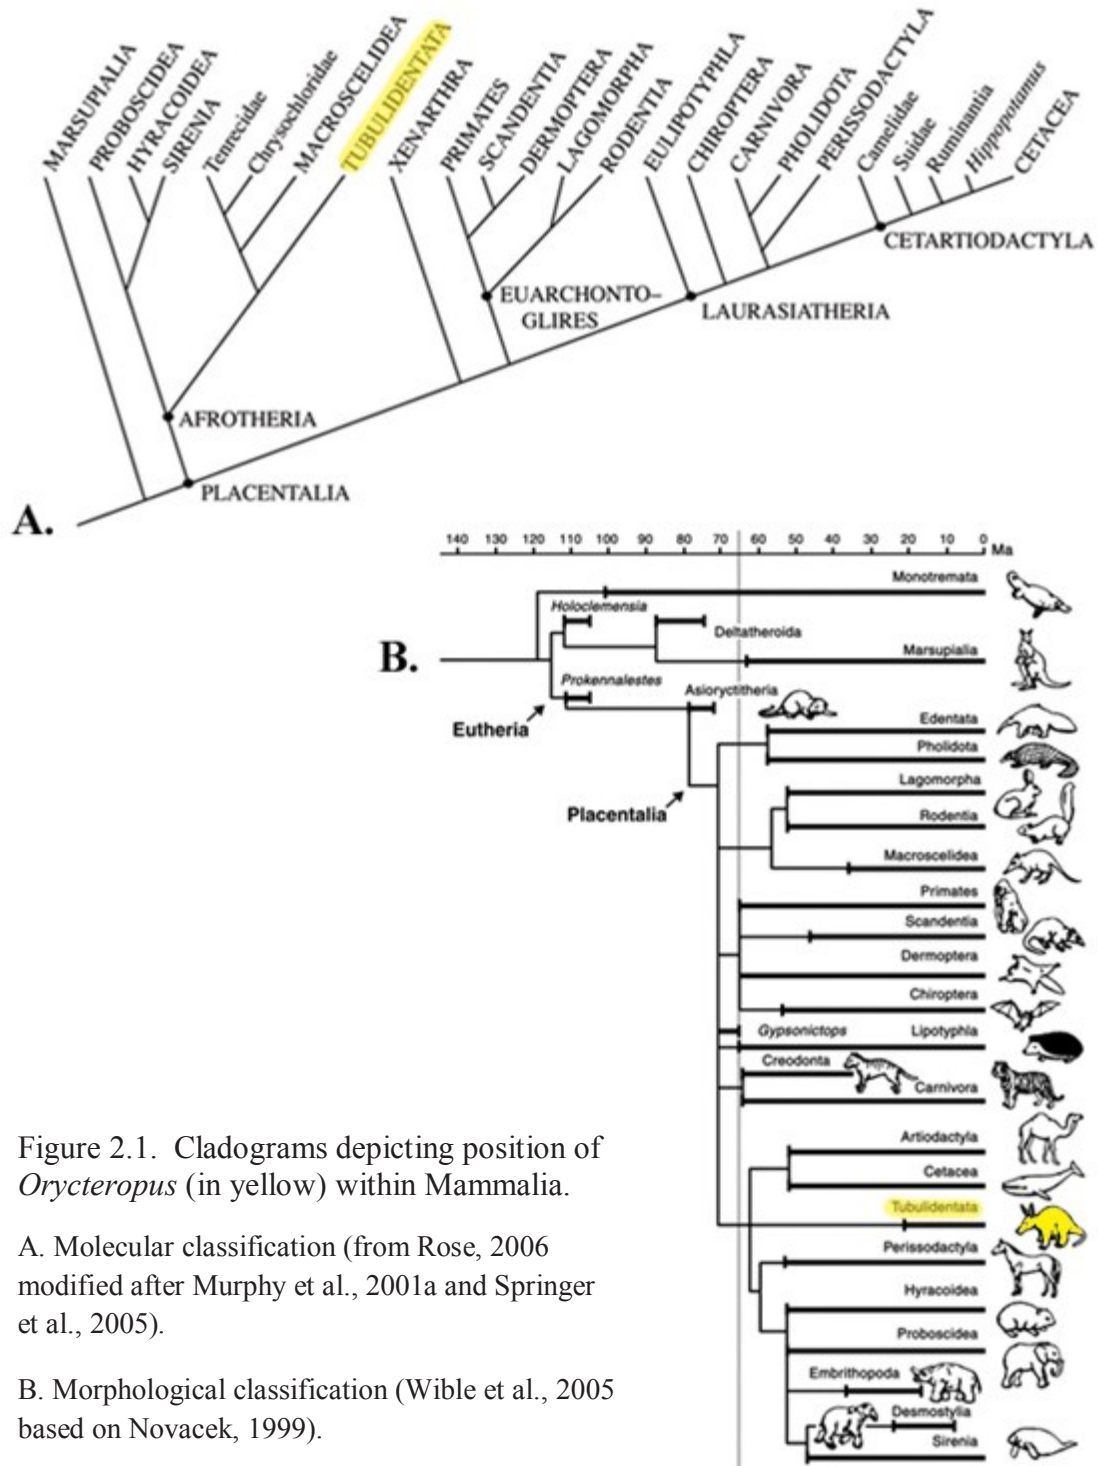 MARSUPIALIA
PROBOSCIDEA
HYRACOIDEA
SIRENIA
Tenrecidae
Chrysochloridae
MACROSCELIDEA
TUBULIDENTATA
XENARTHRA
PRIMATES
SCANDENTIA
DERMOPTERA
LAGOMORPHA
RODENTIA
EULIPOTYPHLA
CHIROPTERA
CARNIVORA
PHOLIDOTA
PERISSODACTYLA
Camelidae
Suidae
Ruminantia
Hippopotamus
CETACEA
CETARTIODACTYLA
EUARCHONTO–
GLIRES
LAURASIATHERIA
AFROTHERIA
PLACENTALIA
A.
140 130 120 110 100 90 80 70 60 50 40 30 20 10 0 Ma
Monotremata
Holoclemensia
Deltatheroida
B.
Marsupialia
Prokennalestes
Asioryctitheria
Eutheria
Edentata
Pholidota
Lagomorpha
Placentalia
Rodentia
Macroscelidea
Primates
Scandentia
Dermoptera
Chiroptera
Gypsonictops Lipotyphla
Creodonta
Carnivora
Artiodactyla
Cetacea
Tubulidentata
Perissodactyla
Hyracoidea
Proboscidea
Embrithopoda
Desmostylia
Sirenia
Figure 2.1. Cladograms depicting position of
Orycteropus (in yellow) within Mammalia.
A. Molecular classification (from Rose, 2006
modified after Murphy et al., 2001a and Springer
et al., 2005).
B. Morphological classification (Wible et al., 2005
based on Novacek, 1999).